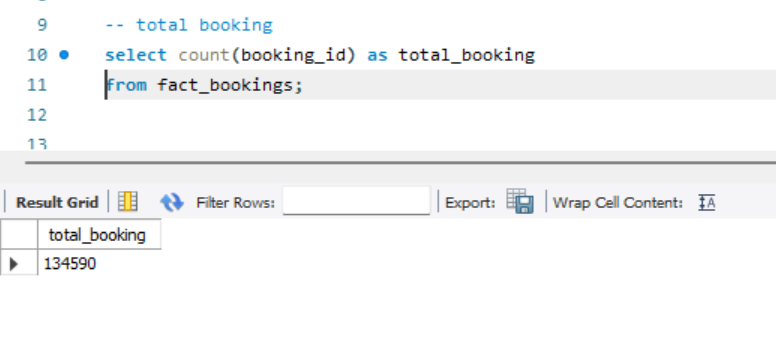 9 -- total booking
10 select count(booking_id) as total_booking
11 from fact_bookings;
12
13
Result Grid Filter Rows: Export: Wrap Cell Content: IA
total_booking
134590